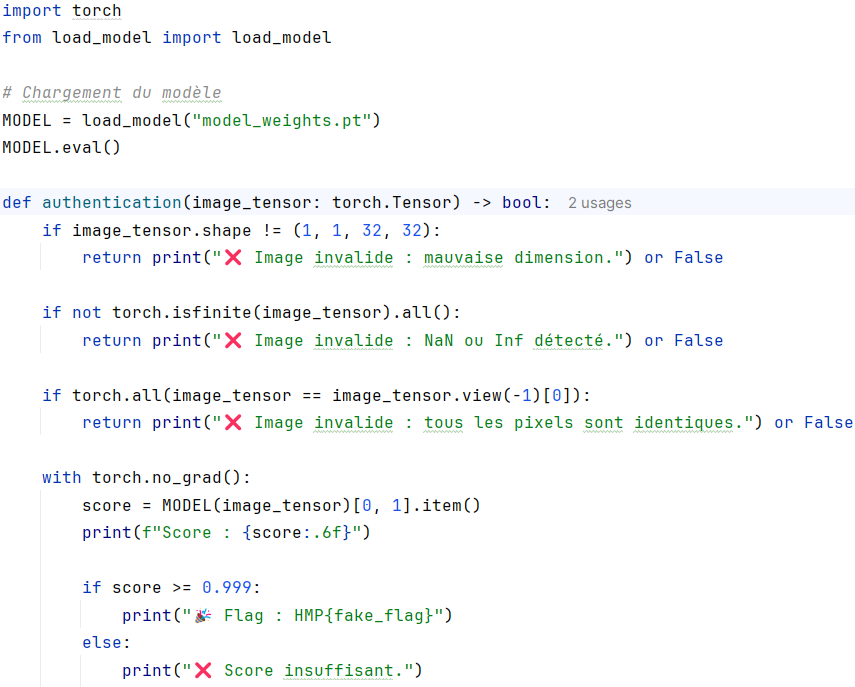 import torch
from load_model import load_model
# Chargement du modèle
MODEL = load_model("model_weights.pt")
MODEL.eval()
def authentication(image_tensor: torch.Tensor) -> bool: 2 usages
if image_tensor.shape != (1, 1, 32, 32):
return print("❌ Image invalide : mauvaise dimension.") or False
if not torch.isfinite(image_tensor).all():
return print("❌ Image invalide : NaN ou Inf détecté.") or False
if torch.all(image_tensor == image_tensor.view(-1)[0]):
return print("❌ Image invalide : tous les pixels sont identiques.") or False
with torch.no_grad():
score = MODEL(image_tensor)[0, 1].item()
print(f"Score : {score:.6f}")
if score >= 0.999:
print("🎉 Flag : HMP{fake_flag}")
else:
print("❌ Score insuffisant.")